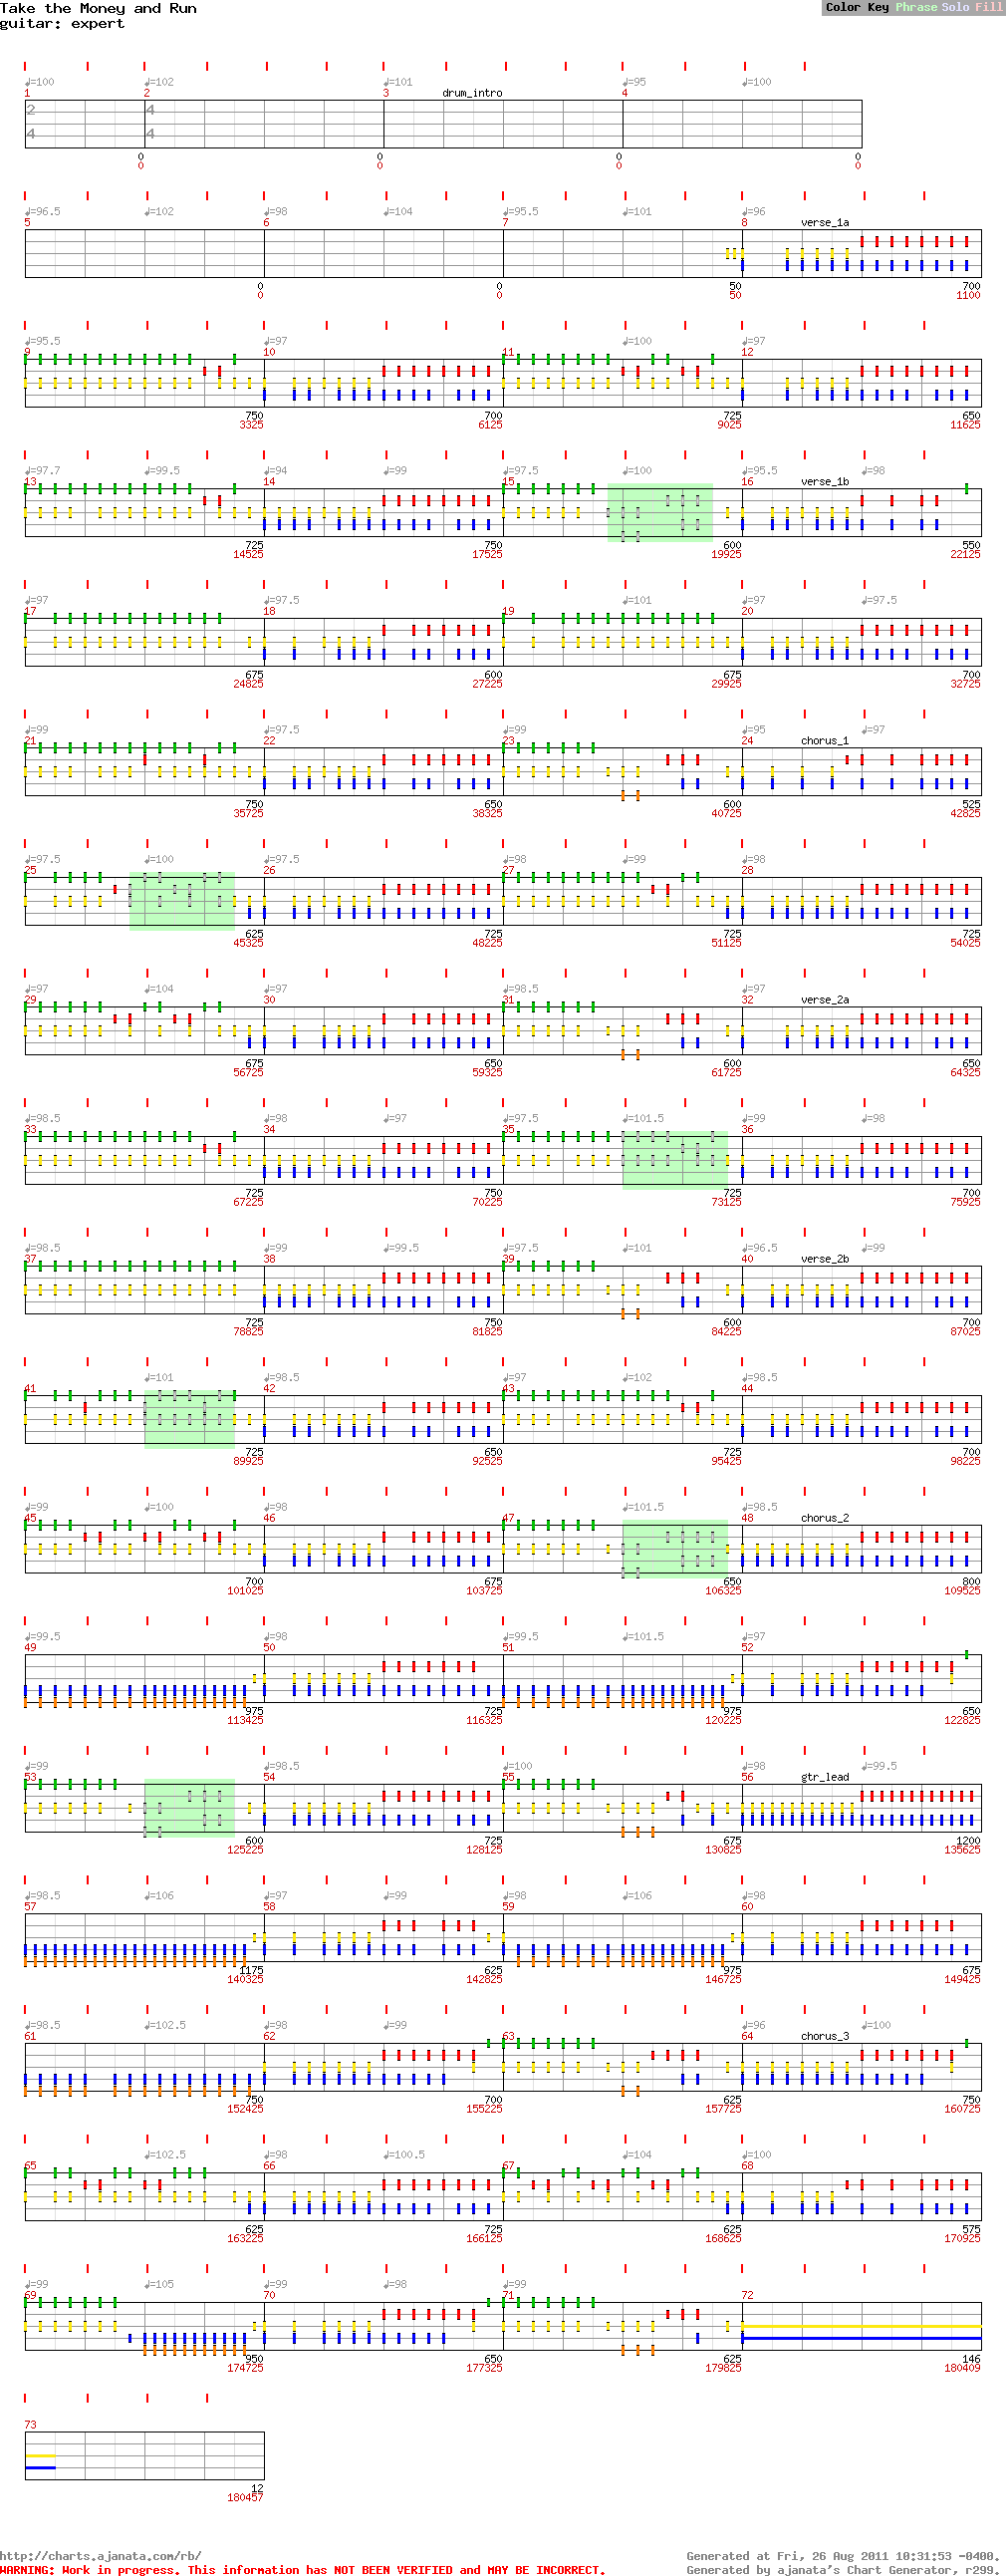 Take the Money and Run
guitar: expert
Color Key Phrase Solo Fill
♩=100 ♩=102 ♩=101 ♩=95 ♩=100
1 2 3 drum_intro 4
2 4
4 4
0 0 0 0
0 0 0 0
♩=96.5 ♩=102 ♩=98 ♩=104 ♩=95.5 ♩=101 ♩=96
5 6 7 8 verse_1a
0 0 50 700
0 0 50 1100
♩=95.5 ♩=97 ♩=100 ♩=97
9 10 11 12
750 700 725 650
3325 6125 9025 11625
♩=97.7 ♩=99.5 ♩=94 ♩=99 ♩=97.5 ♩=100 ♩=95.5 ♩=98
13 14 15 16 verse_1b
725 750 600 550
14525 17525 19925 22125
♩=97 ♩=97.5 ♩=101 ♩=97 ♩=97.5
17 18 19 20
675 600 675 700
24825 27225 29925 32725
♩=99 ♩=97.5 ♩=99 ♩=95 ♩=97
21 22 23 24 chorus_1
750 650 600 525
35725 38325 40725 42825
♩=97.5 ♩=100 ♩=97.5 ♩=98 ♩=99 ♩=98
25 26 27 28
625 725 725 725
45325 48225 51125 54025
♩=97 ♩=104 ♩=97 ♩=98.5 ♩=97
29 30 31 32 verse_2a
675 650 600 650
56725 59325 61725 64325
♩=98.5 ♩=98 ♩=97 ♩=97.5 ♩=101.5 ♩=99 ♩=98
33 34 35 36
725 750 725 700
67225 70225 73125 75925
♩=98.5 ♩=99 ♩=99.5 ♩=97.5 ♩=101 ♩=96.5 ♩=99
37 38 39 40 verse_2b
725 750 600 700
78825 81825 84225 87025
♩=101 ♩=98.5 ♩=97 ♩=102 ♩=98.5
41 42 43 44
725 650 725 700
89925 92525 95425 98225
♩=99 ♩=100 ♩=98 ♩=101.5 ♩=98.5
45 46 47 48 chorus_2
700 675 650 800
101025 103725 106325 109525
♩=99.5 ♩=98 ♩=99.5 ♩=101.5 ♩=97
49 50 51 52
975 725 975 650
113425 116325 120225 122825
♩=99 ♩=98.5 ♩=100 ♩=98 ♩=99.5
53 54 55 56 gtr_lead
600 725 675 1200
125225 128125 130825 135625
♩=98.5 ♩=106 ♩=97 ♩=99 ♩=98 ♩=106 ♩=98
57 58 59 60
1175 625 975 675
140325 142825 146725 149425
♩=98.5 ♩=102.5 ♩=98 ♩=99 ♩=96 ♩=100
61 62 63 64 chorus_3
750 700 625 750
152425 155225 157725 160725
♩=102.5 ♩=98 ♩=100.5 ♩=104 ♩=100
65 66 67 68
625 725 625 575
163225 166125 168625 170925
♩=99 ♩=105 ♩=99 ♩=98 ♩=99
69 70 71 72
950 650 625 146
174725 177325 179825 180409
73
12
180457
http://charts.ajanata.com/rb/ Generated at Fri, 26 Aug 2011 10:31:53 -0400.
WARNING: Work in progress. This information has NOT BEEN VERIFIED and MAY BE INCORRECT. Generated by ajanata's Chart Generator, r299.